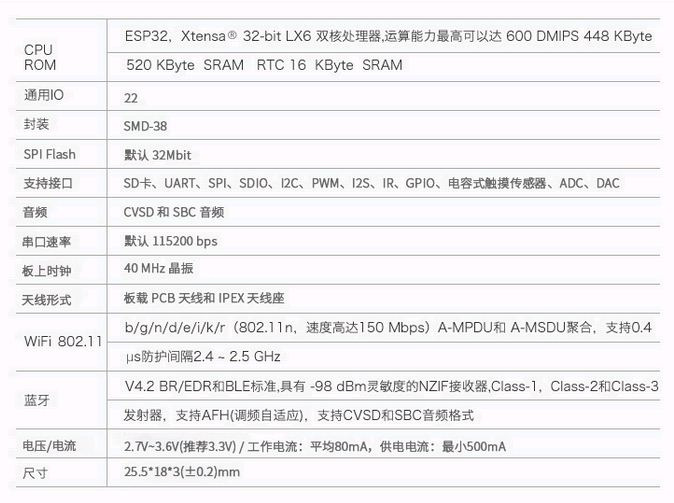 CPU ESP32，Xtensa® 32-bit LX6 双核处理器,运算能力最高可以达 600 DMIPS 448 KByte
ROM 520 KByte SRAM RTC 16 KByte SRAM
通用IO 22
封装 SMD-38
SPI Flash 默认 32Mbit
支持接口 SD卡、UART、SPI、SDIO、I2C、PWM、I2S、IR、GPIO、电容式触摸传感器、ADC、DAC
音频 CVSD 和 SBC 音频
串口速率 默认 115200 bps
板上时钟 40 MHz 晶振
天线形式 板载 PCB 天线和 IPEX 天线座
WiFi 802.11 b/g/n/d/e/i/k/r（802.11n，速度高达150 Mbps）A-MPDU和 A-MSDU聚合，支持0.4
μs防护间隔2.4 ~ 2.5 GHz
蓝牙 V4.2 BR/EDR和BLE标准,具有 -98 dBm灵敏度的NZIF接收器,Class-1，Class-2和Class-3
发射器，支持AFH(调频自适应)，支持CVSD和SBC音频格式
电压/电流 2.7V~3.6V(推荐3.3V) / 工作电流：平均80mA，供电电流：最小500mA
尺寸 25.5*18*3(±0.2)mm